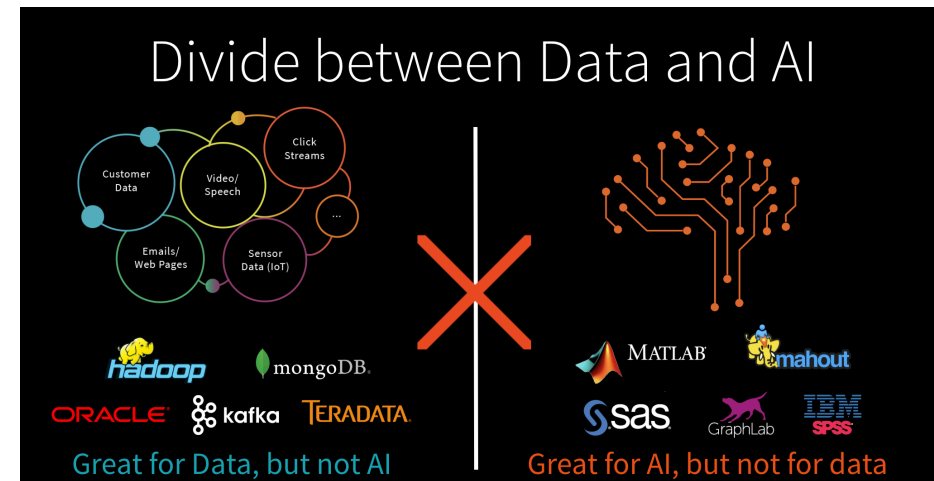 Divide between Data and AI
Customer
Data
Video/
Speech
Click
Streams
...
Emails/
Web Pages
Sensor
Data (IoT)
hadoop
mongoDB.
ORACLE
kafka
TERADATA.
Great for Data, but not AI
MATLAB
mahout
sas
GraphLab
IBM
SPSS
Great for AI, but not for data